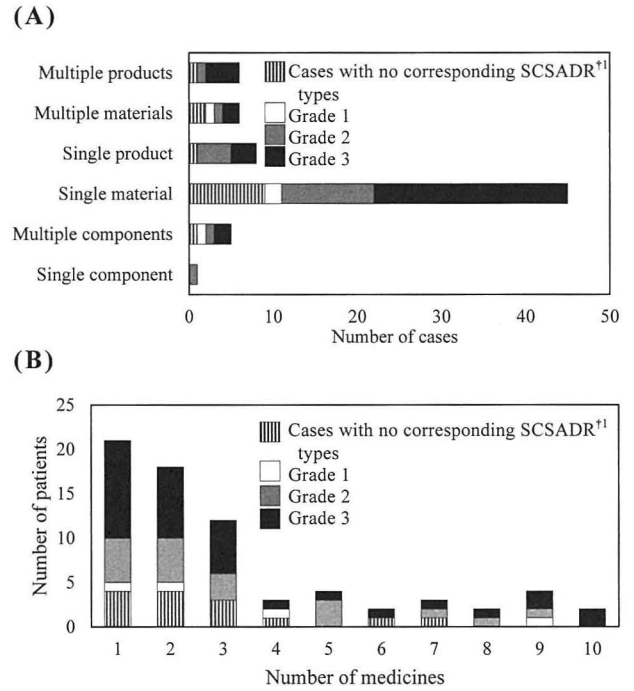 (A)
Multiple products
Multiple materials
Single product
Single material
Multiple components
Single component
Cases with no corresponding SCSADR†1
types
Grade 1
Grade 2
Grade 3
0 10 20 30 40 50
Number of cases
(B)
Number of patients
25
20
15
10
5
0
Cases with no corresponding SCSADR†1
types
Grade 1
Grade 2
Grade 3
1 2 3 4 5 6 7 8 9 10
Number of medicines